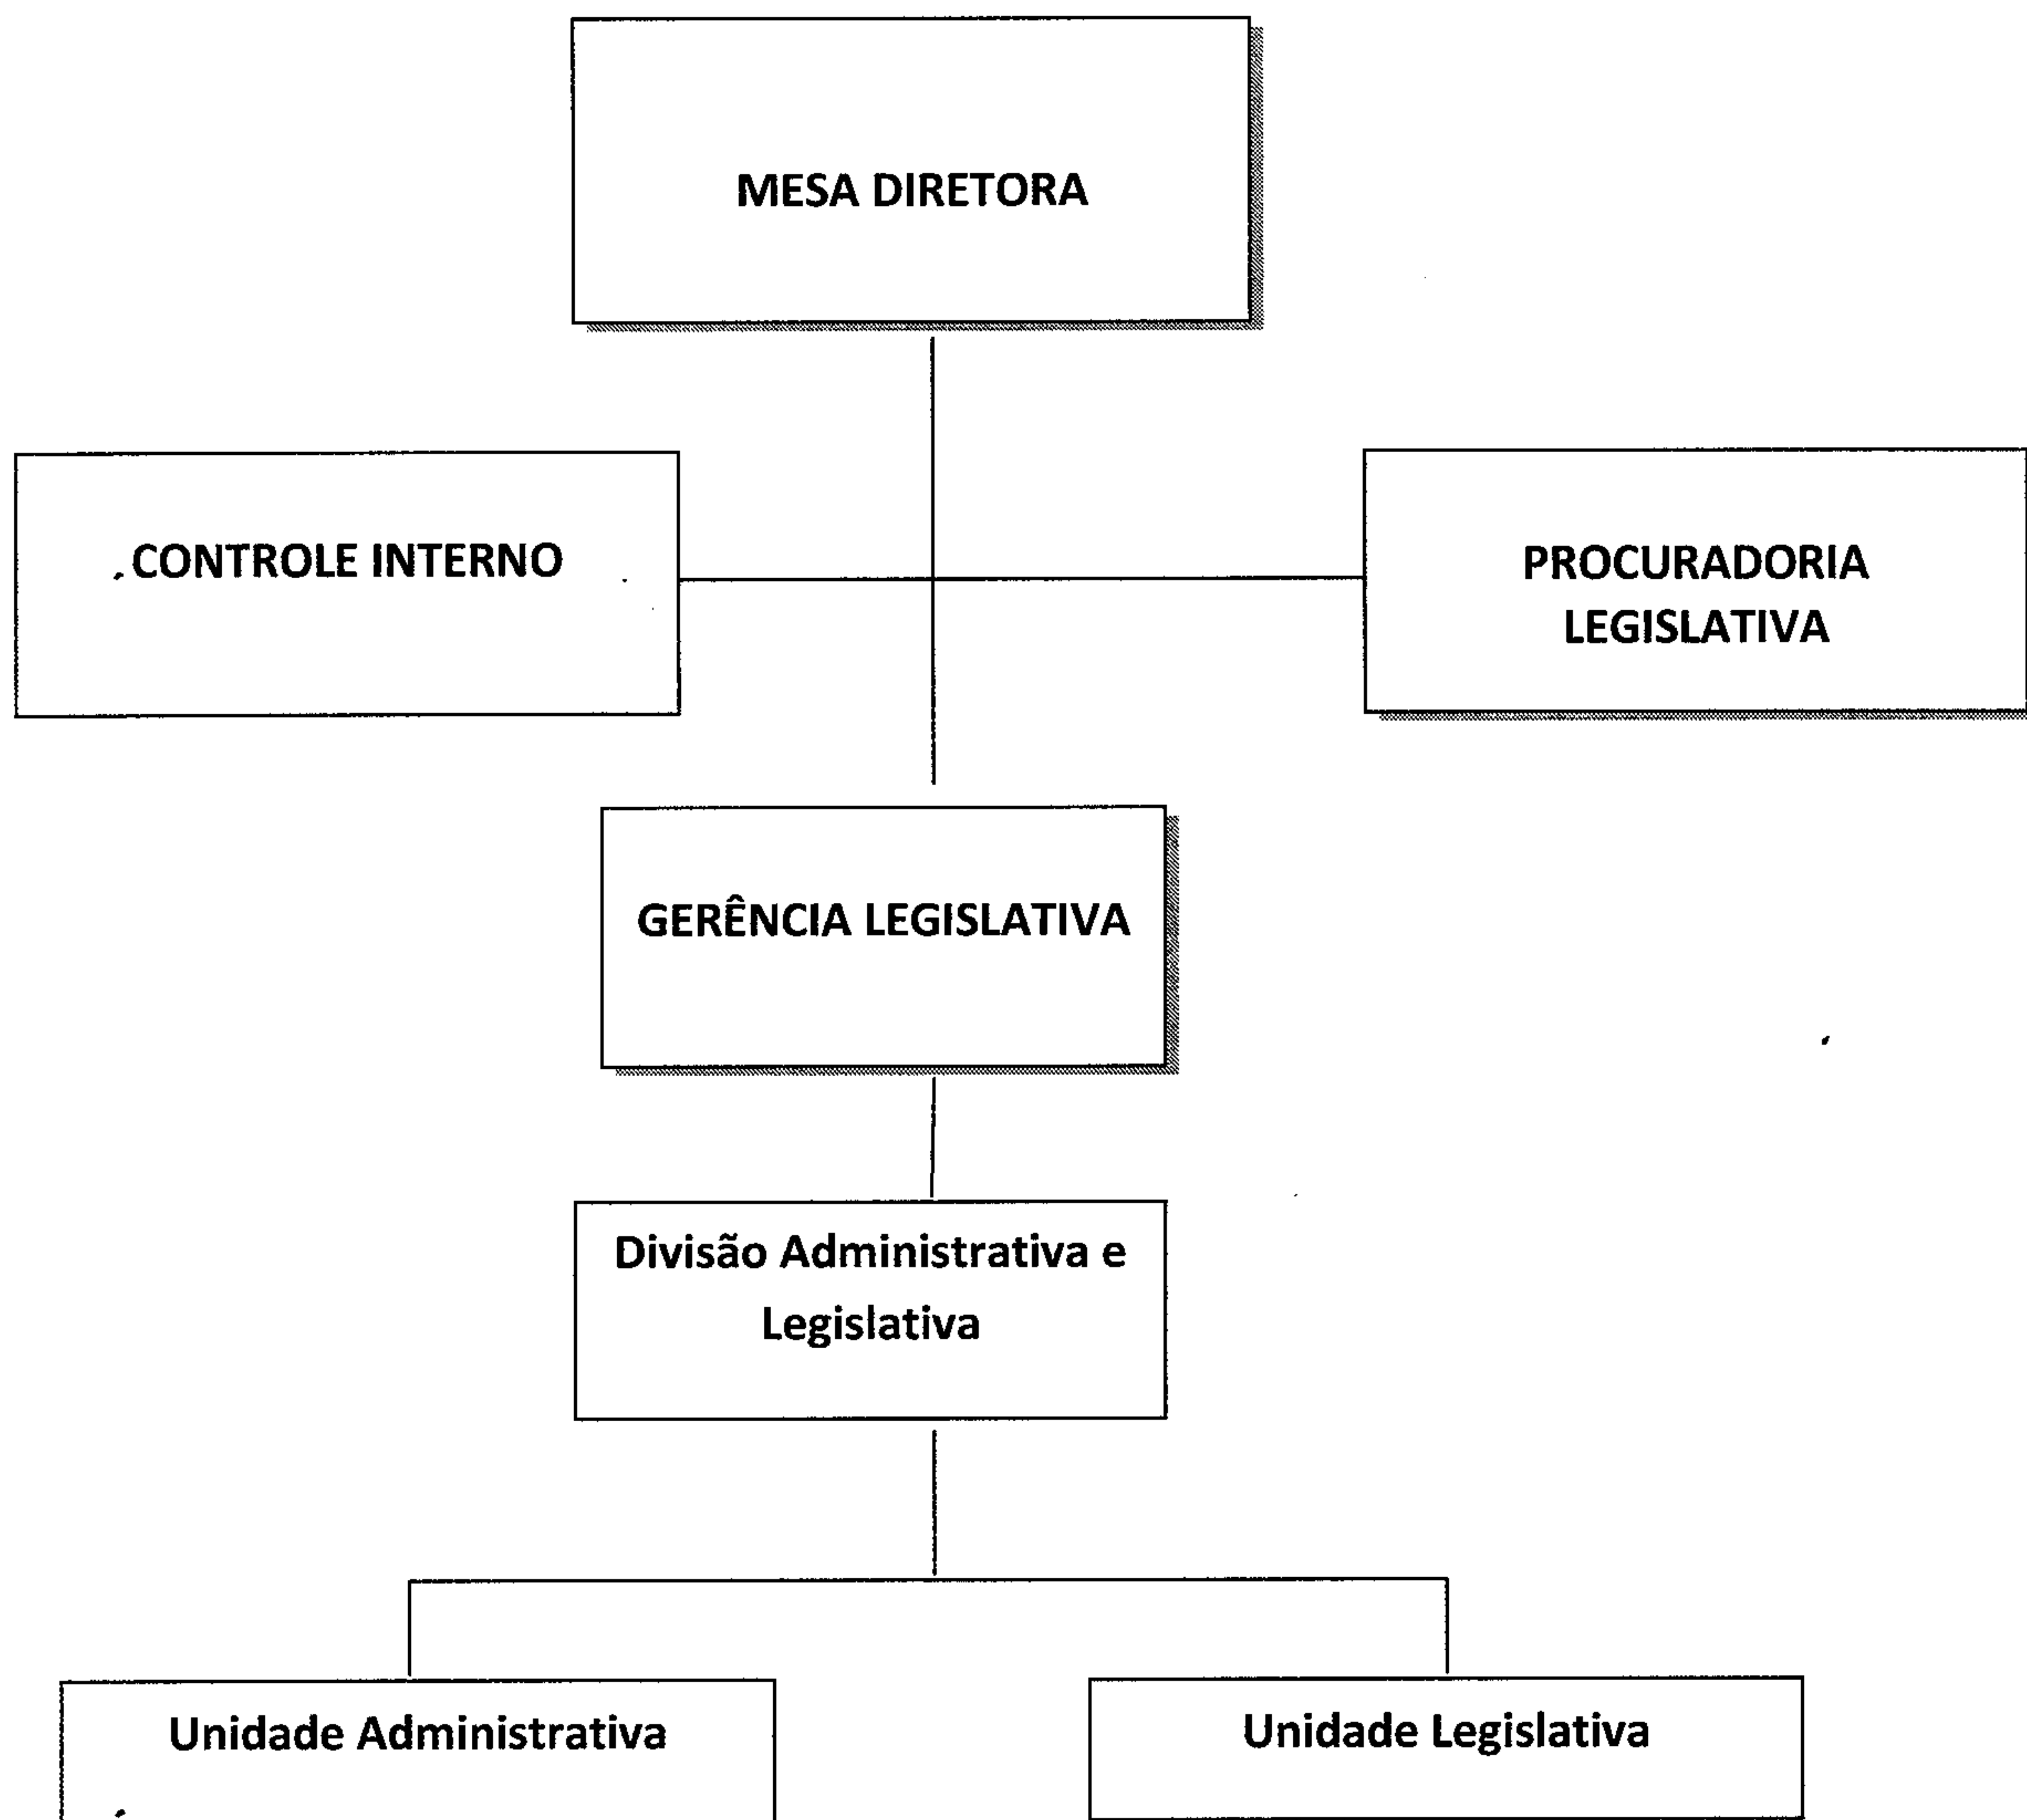 MESA DIRETORA
CONTROLE INTERNO
PROCURADORIA
LEGISLATIVA
GERÊNCIA LEGISLATIVA
Divisão Administrativa e
Legislativa
Unidade Administrativa
Unidade Legislativa